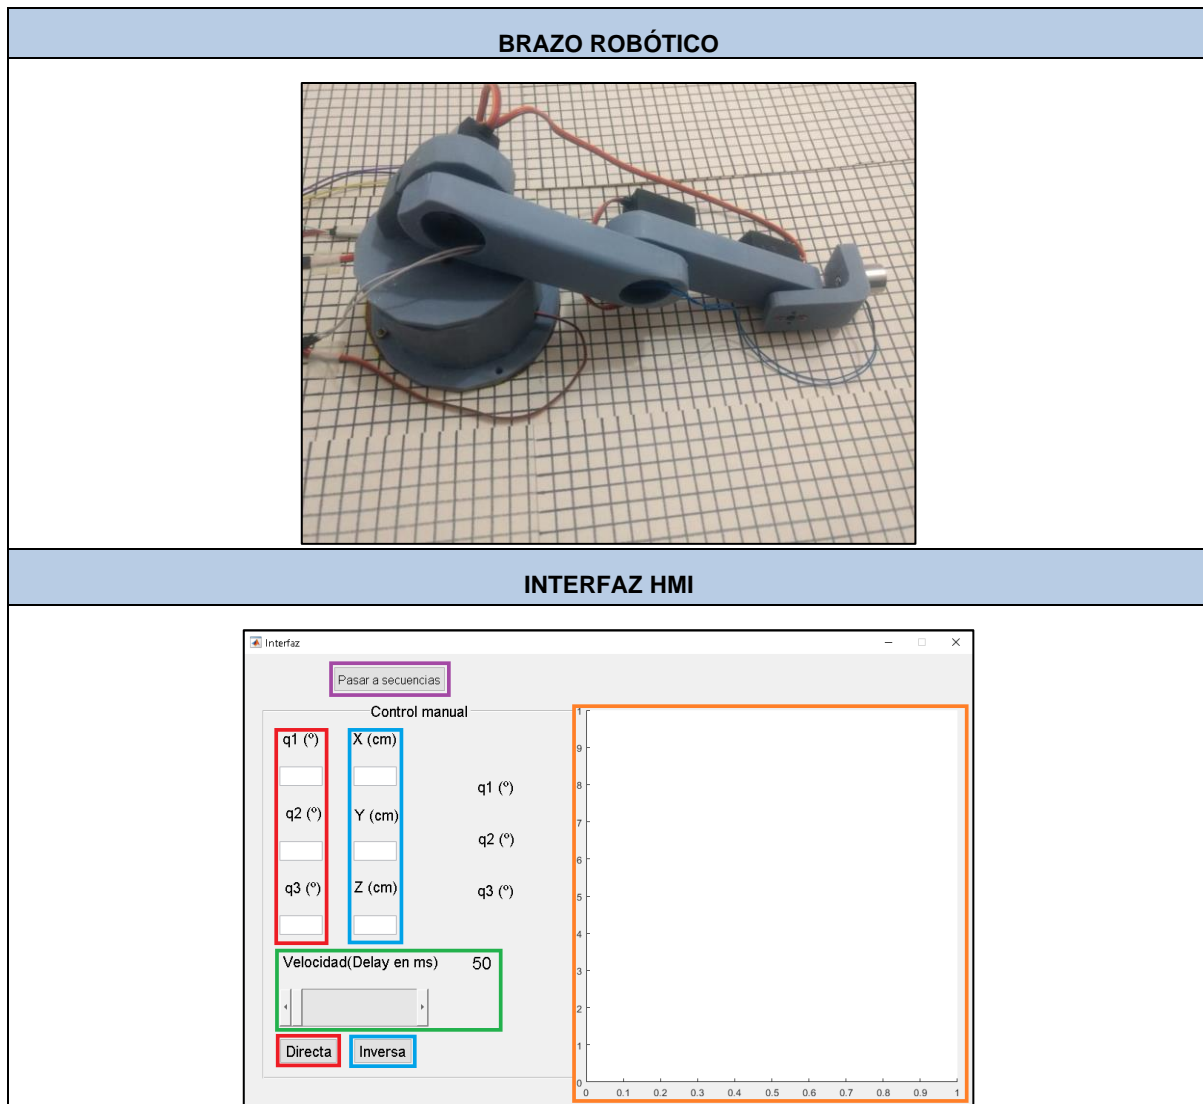 BRAZO ROBÓTICO
INTERFAZ HMI
Interfaz
Pasar a secuencias
Control manual
q1 (º) X (cm)
q1 (º)
q2 (º) Y (cm)
q2 (º)
q3 (º) Z (cm)
q3 (º)
Velocidad(Delay en ms) 50
Directa Inversa
1
9
8
7
6
5
4
3
2
1
0
0 0.1 0.2 0.3 0.4 0.5 0.6 0.7 0.8 0.9 1